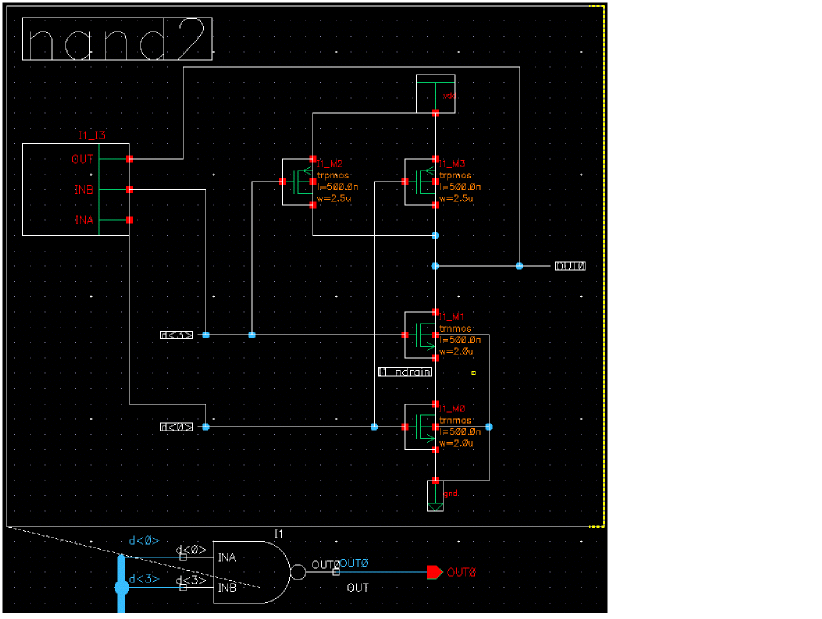 nand2
I1_I3
OUT
INB
INA
vdd
I1_M2
trpmos
l=500.0n
w=2.5u
I1_M3
trpmos
l=500.0n
w=2.5u
OUT0
I1_M1
trnmos
l=500.0n
w=2.0u
d<3>
I1_ndrain
I1_M0
trnmos
l=500.0n
w=2.0u
d<0>
gnd
I1
d<0>
d<0>
INA
OUT0
OUT0
OUT0
d<3>
d<3>
INB
OUT